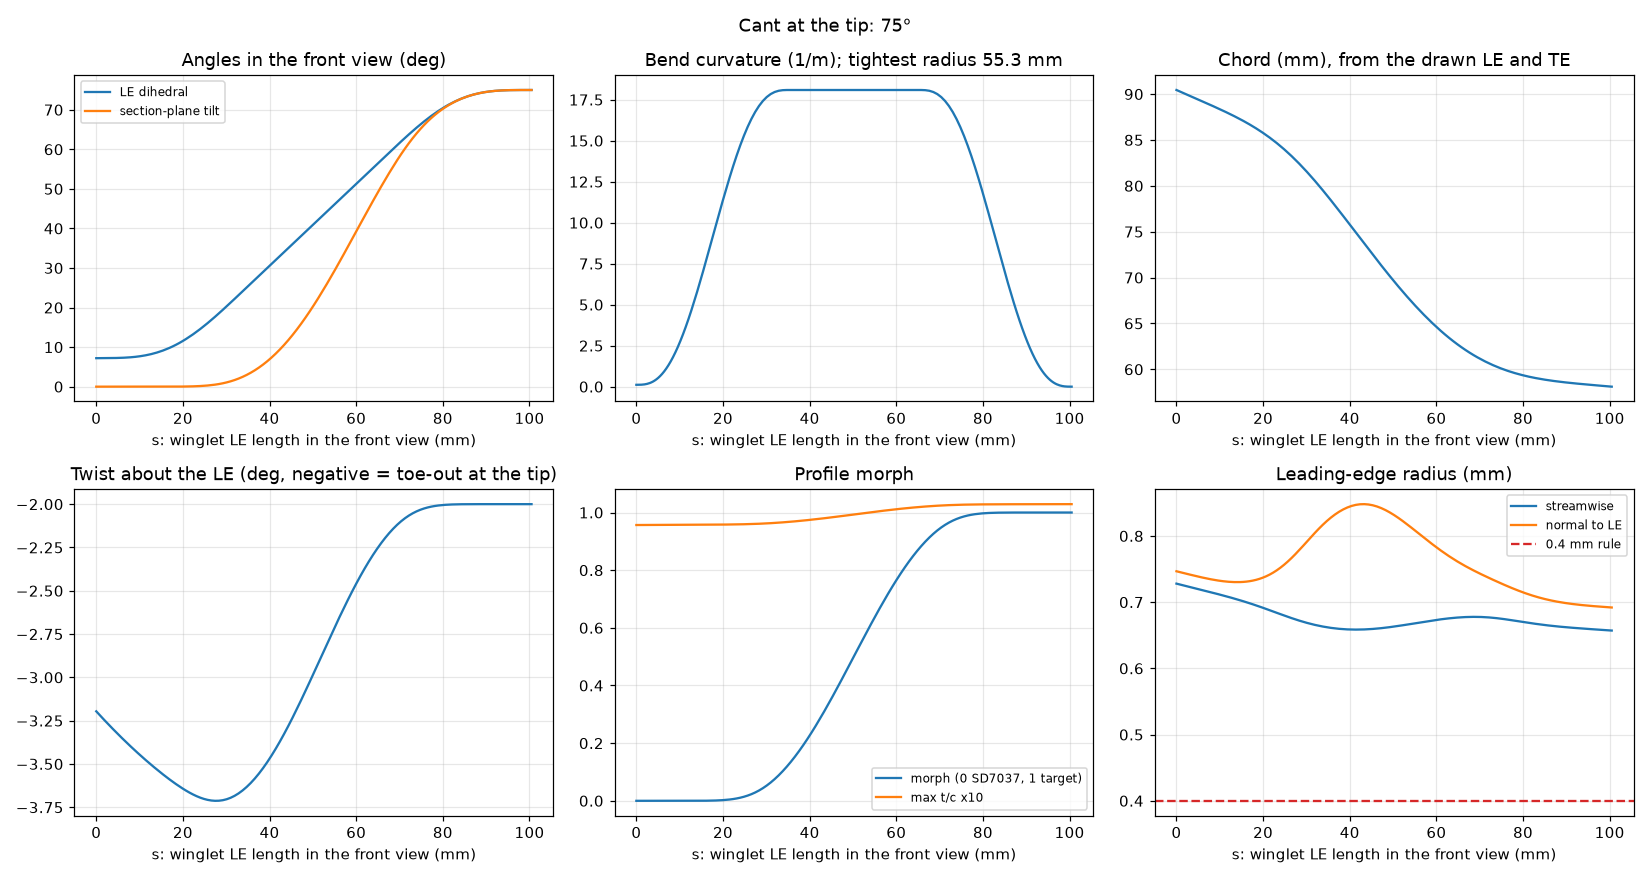 Cant at the tip: 75°
Angles in the front view (deg)
LE dihedral
section-plane tilt
70
60
50
40
30
20
10
0
0 20 40 60 80 100
s: winglet LE length in the front view (mm)
Bend curvature (1/m); tightest radius 55.3 mm
17.5
15.0
12.5
10.0
7.5
5.0
2.5
0.0
0 20 40 60 80 100
s: winglet LE length in the front view (mm)
Chord (mm), from the drawn LE and TE
90
85
80
75
70
65
60
0 20 40 60 80 100
s: winglet LE length in the front view (mm)
Twist about the LE (deg, negative = toe-out at the tip)
−2.00
−2.25
−2.50
−2.75
−3.00
−3.25
−3.50
−3.75
0 20 40 60 80 100
s: winglet LE length in the front view (mm)
Profile morph
1.0
0.8
0.6
0.4
0.2
0.0
morph (0 SD7037, 1 target)
max t/c x10
0 20 40 60 80 100
s: winglet LE length in the front view (mm)
Leading-edge radius (mm)
streamwise
normal to LE
0.4 mm rule
0.8
0.7
0.6
0.5
0.4
0 20 40 60 80 100
s: winglet LE length in the front view (mm)